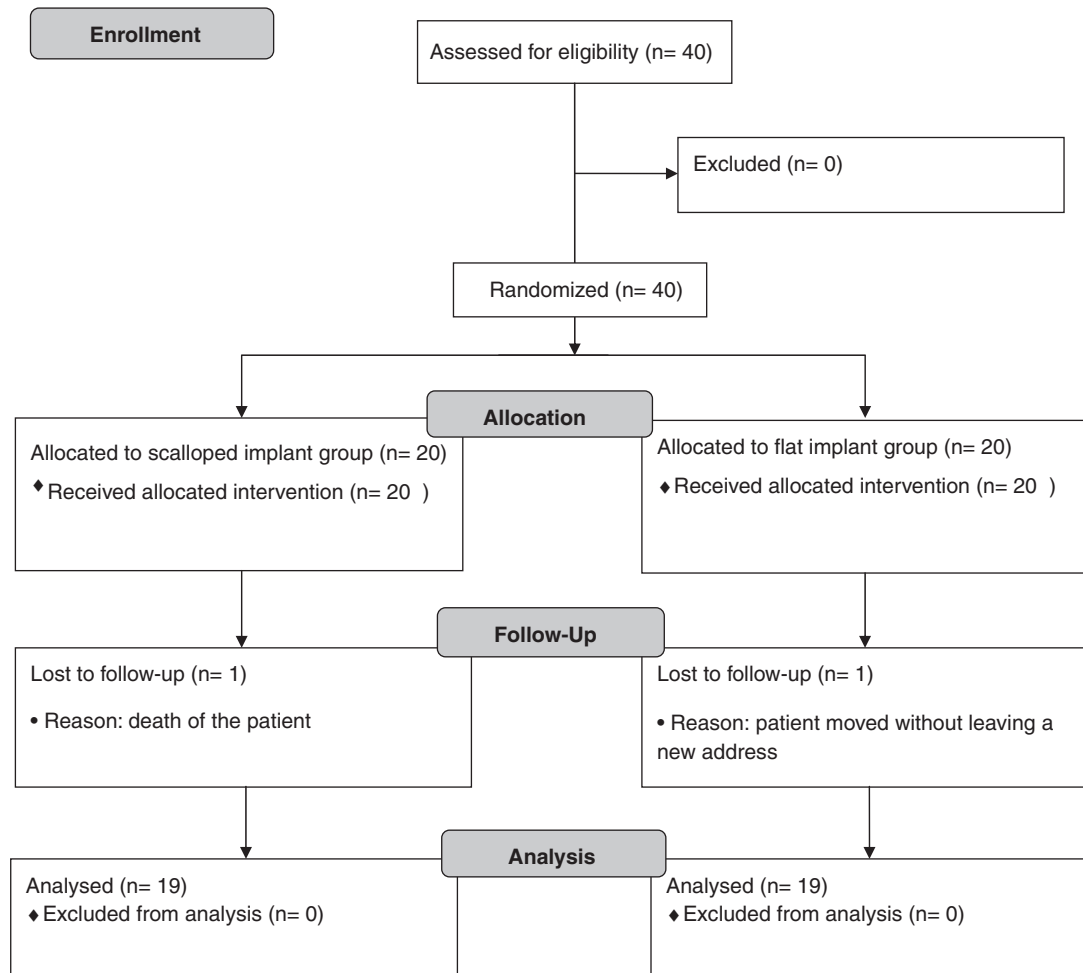 Enrollment
Assessed for eligibility (n= 40)
Excluded (n= 0)
Randomized (n= 40)
Allocation
Allocated to scalloped implant group (n= 20)
♦ Received allocated intervention (n= 20 )
Allocated to flat implant group (n= 20)
♦ Received allocated intervention (n= 20 )
Follow-Up
Lost to follow-up (n= 1)
• Reason: death of the patient
Lost to follow-up (n= 1)
• Reason: patient moved without leaving a
new address
Analysis
Analysed (n= 19)
♦ Excluded from analysis (n= 0)
Analysed (n= 19)
♦ Excluded from analysis (n= 0)